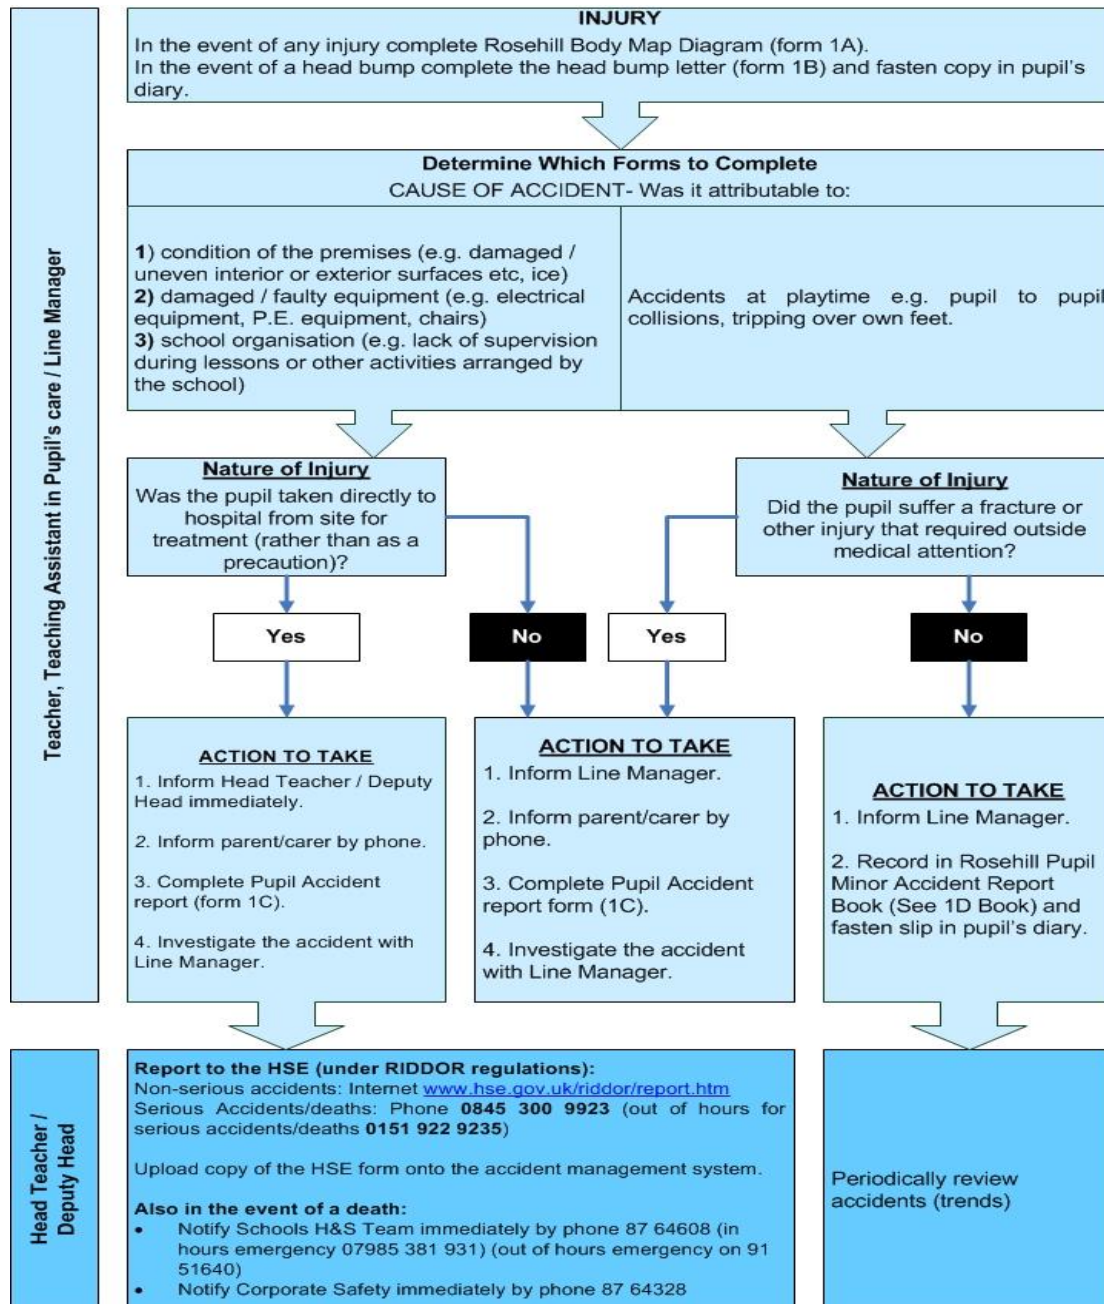 Teacher, Teaching Assistant in Pupil's care / Line Manager
INJURY
In the event of any injury complete Rosehill Body Map Diagram (form 1A).
In the event of a head bump complete the head bump letter (form 1B) and fasten copy in pupil's
diary.
Determine Which Forms to Complete
CAUSE OF ACCIDENT- Was it attributable to:
1) condition of the premises (e.g. damaged /
uneven interior or exterior surfaces etc, ice)
2) damaged / faulty equipment (e.g. electrical
equipment, P.E. equipment, chairs)
3) school organisation (e.g. lack of supervision
during lessons or other activities arranged by
the school)
Accidents at playtime e.g. pupil to pupil
collisions, tripping over own feet.
Nature of Injury
Was the pupil taken directly to
hospital from site for
treatment (rather than as a
precaution)?
Nature of Injury
Did the pupil suffer a fracture or
other injury that required outside
medical attention?
Yes
No
Yes
No
ACTION TO TAKE
1. Inform Head Teacher / Deputy
Head immediately.
2. Inform parent/carer by phone.
3. Complete Pupil Accident
report (form 1C).
4. Investigate the accident with
Line Manager.
ACTION TO TAKE
1. Inform Line Manager.
2. Inform parent/carer by
phone.
3. Complete Pupil Accident
report form (1C).
4. Investigate the accident
with Line Manager.
ACTION TO TAKE
1. Inform Line Manager.
2. Record in Rosehill Pupil
Minor Accident Report
Book (See 1D Book) and
fasten slip in pupil's diary.
Head Teacher /
Deputy Head
Report to the HSE (under RIDDOR regulations):
Non-serious accidents: Internet www.hse.gov.uk/riddor/report.htm
Serious Accidents/deaths: Phone 0845 300 9923 (out of hours for
serious accidents/deaths 0151 922 9235)
Upload copy of the HSE form onto the accident management system.
Also in the event of a death:
• Notify Schools H&S Team immediately by phone 87 64608 (in
hours emergency 07985 381 931) (out of hours emergency on 91
51640)
• Notify Corporate Safety immediately by phone 87 64328
Periodically review
accidents (trends)